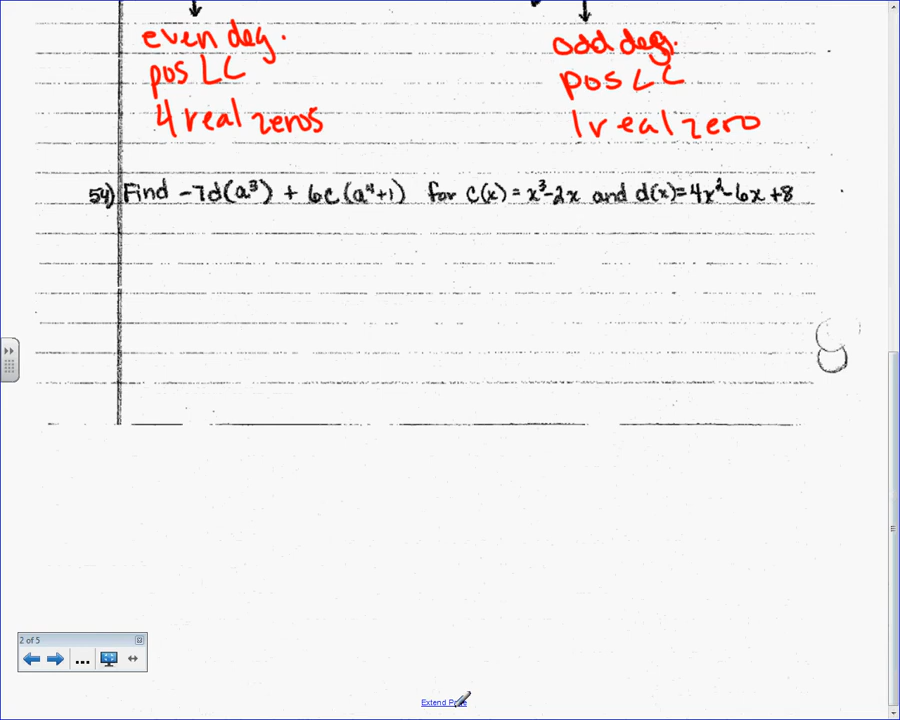 even deg.
pos LC
4 real zeros
odd deg.
pos LC
1 real zero
54) Find -7d(a³) + 6c(a⁴+1) for c(x) = x³-2x and d(x)=4x²-6x+8
2 of 5
...
Extend Page